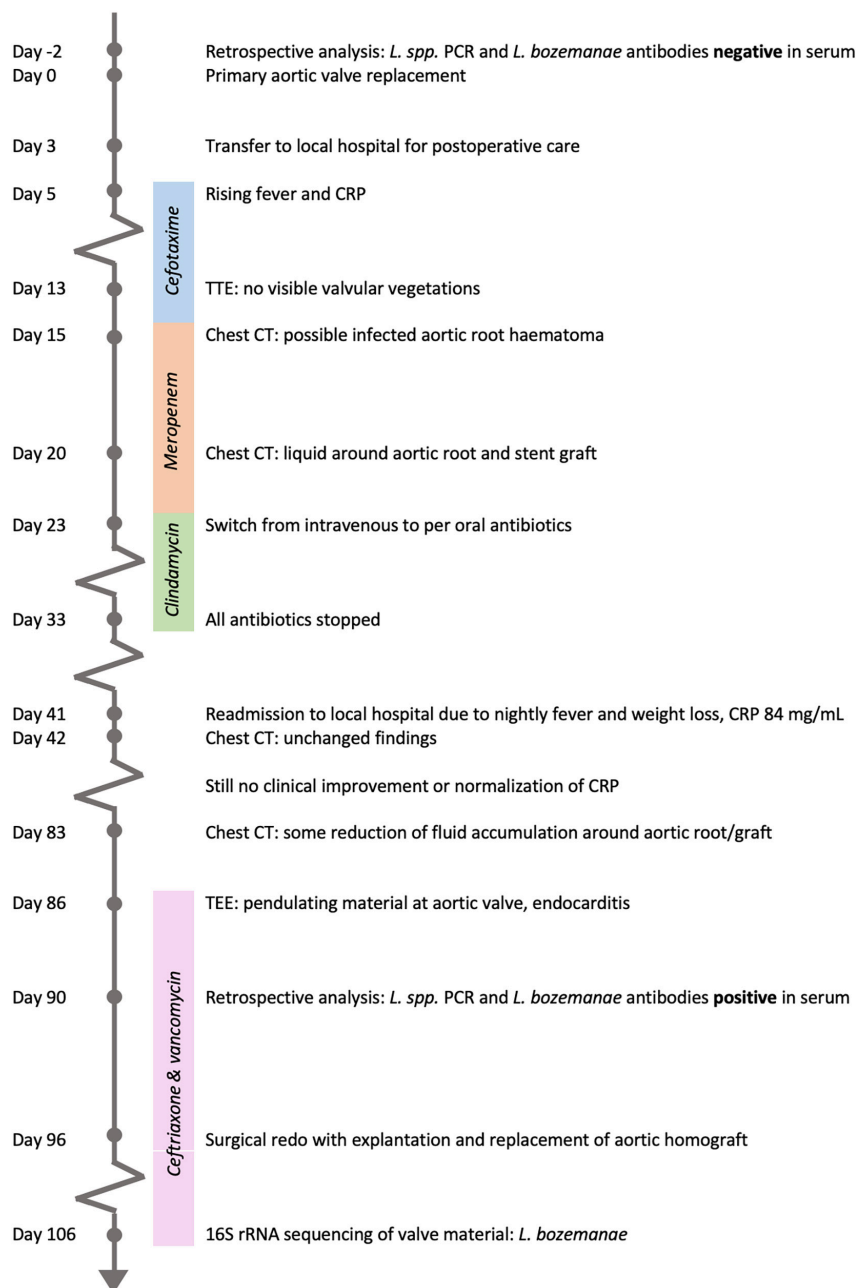 Day -2 Retrospective analysis: L. spp. PCR and L. bozemanae antibodies negative in serum
Day 0 Primary aortic valve replacement
Day 3 Transfer to local hospital for postoperative care
Day 5 Rising fever and CRP
Cefotaxime
Day 13 TTE: no visible valvular vegetations
Day 15 Chest CT: possible infected aortic root haematoma
Meropenem
Day 20 Chest CT: liquid around aortic root and stent graft
Day 23 Switch from intravenous to per oral antibiotics
Clindamycin
Day 33 All antibiotics stopped
Day 41 Readmission to local hospital due to nightly fever and weight loss, CRP 84 mg/mL
Day 42 Chest CT: unchanged findings
Still no clinical improvement or normalization of CRP
Day 83 Chest CT: some reduction of fluid accumulation around aortic root/graft
Day 86 TEE: pendulating material at aortic valve, endocarditis
Day 90 Retrospective analysis: L. spp. PCR and L. bozemanae antibodies positive in serum
Ceftriaxone & vancomycin
Day 96 Surgical redo with explantation and replacement of aortic homograft
Day 106 16S rRNA sequencing of valve material: L. bozemanae